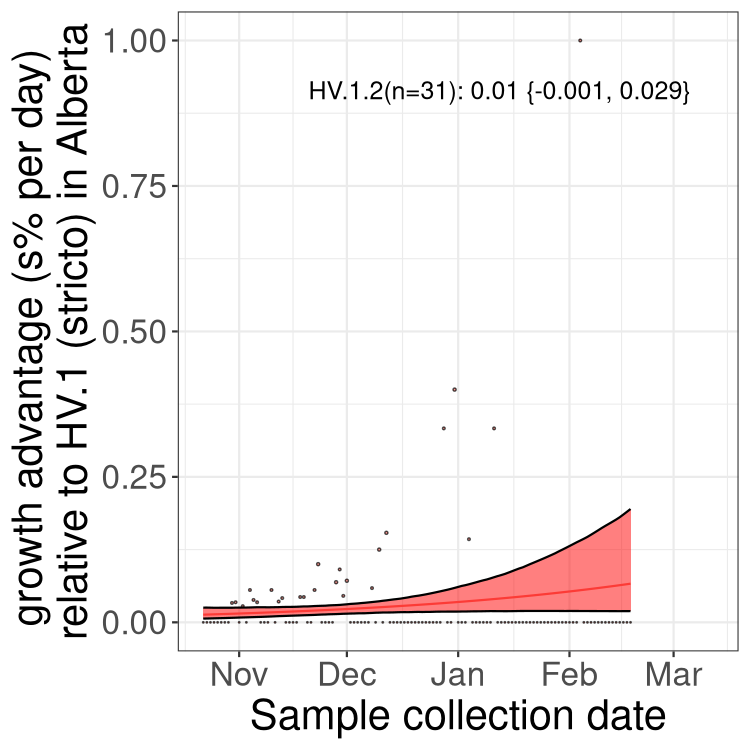 growth advantage (s% per day)
relative to HV.1 (stricto) in Alberta
1.00
0.75
0.50
0.25
0.00
HV.1.2(n=31): 0.01 {-0.001, 0.029}
Nov Dec Jan Feb Mar
Sample collection date